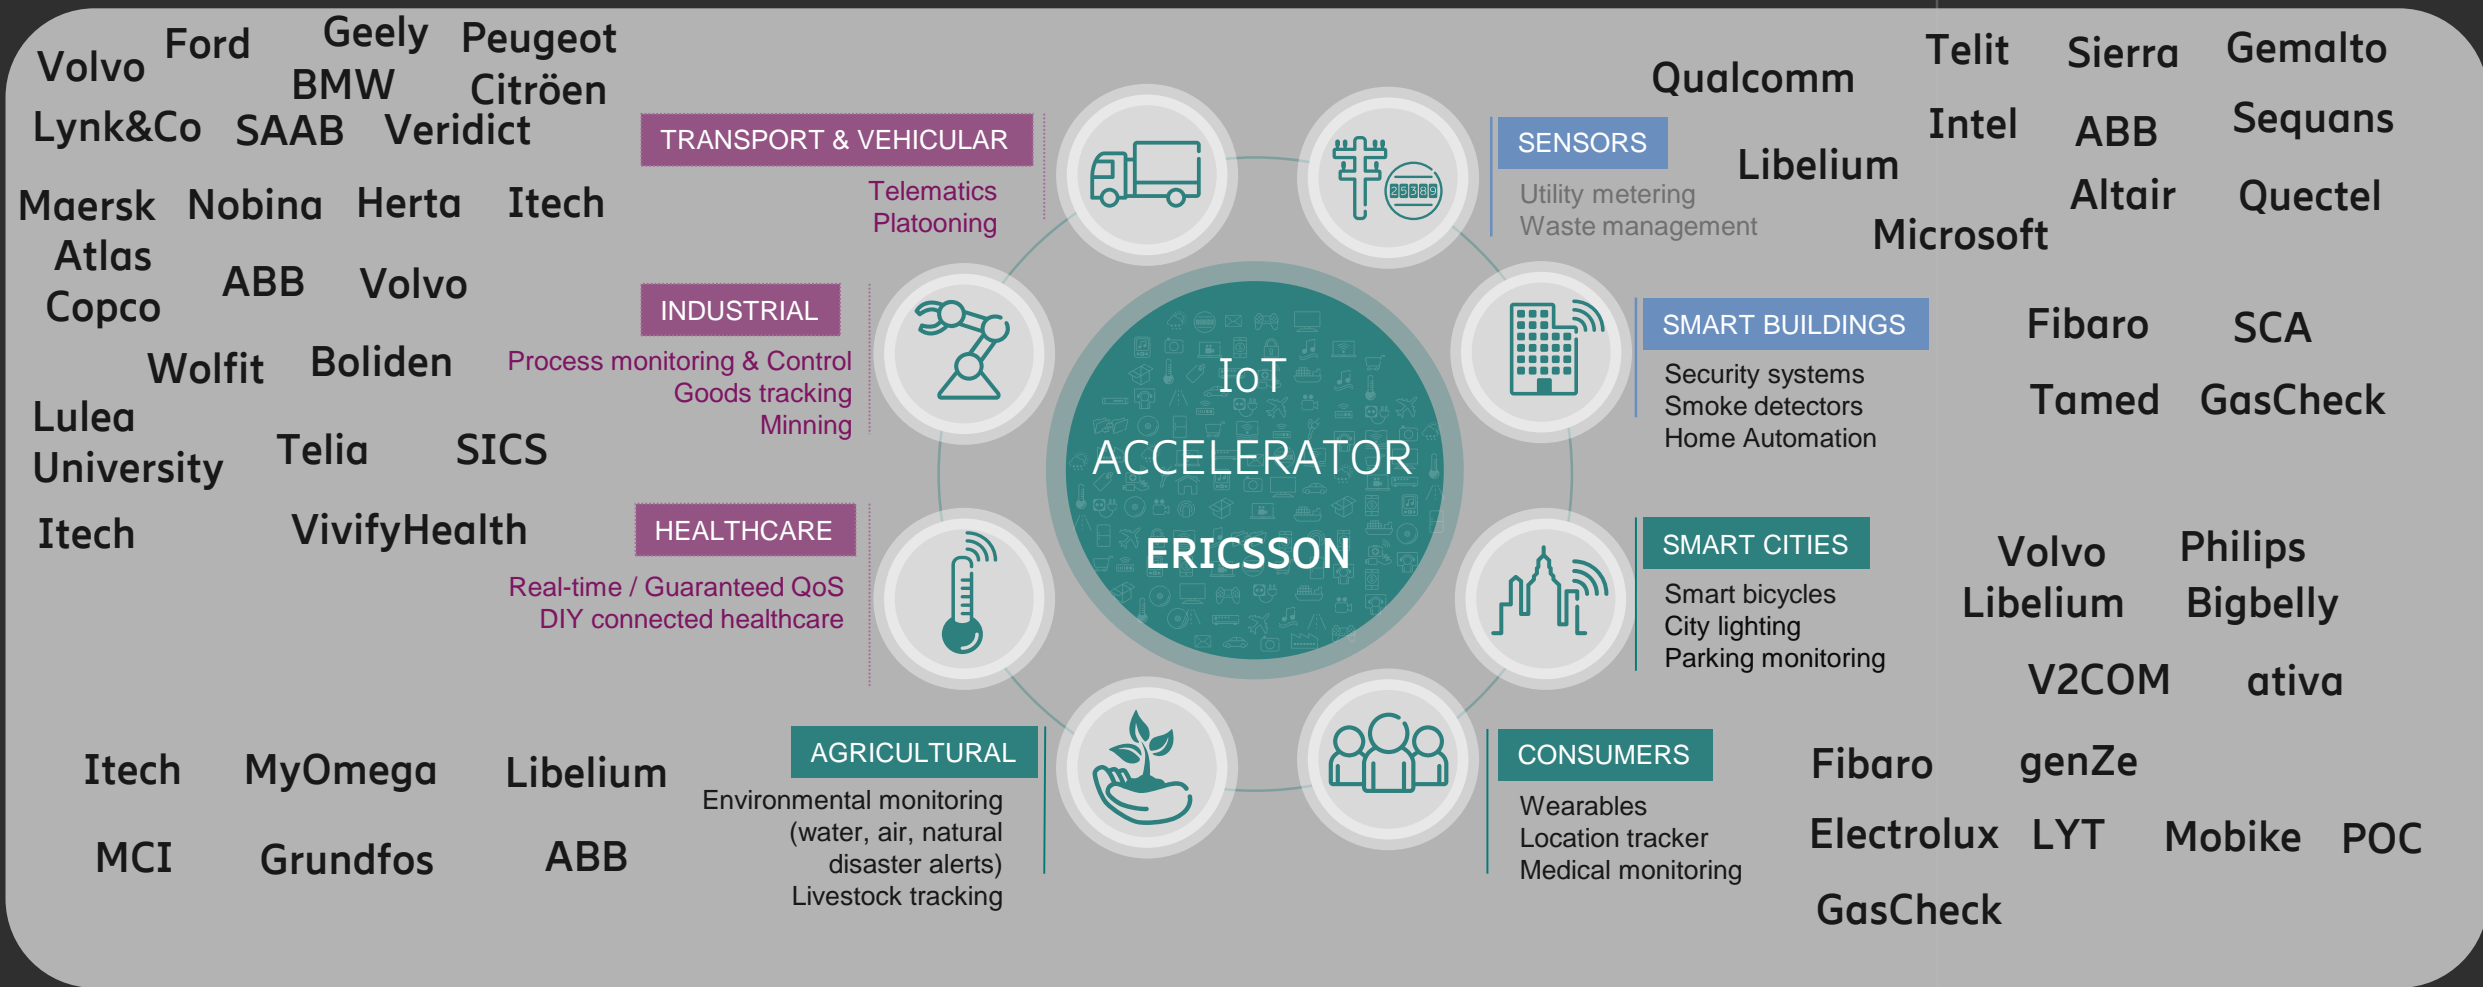 Volvo Ford Geely Peugeot
BMW Citröen
Lynk&Co SAAB Veridict
TRANSPORT & VEHICULAR
Telematics
Platooning
Maersk Nobina Herta Itech
Atlas
Copco
ABB Volvo
Wolfit Boliden
INDUSTRIAL
Process monitoring & Control
Goods tracking
Minning
Lulea
University
Telia SICS
Itech VivifyHealth
HEALTHCARE
Real-time / Guaranteed QoS
DIY connected healthcare
Itech MyOmega Libelium
MCI Grundfos ABB
AGRICULTURAL
Environmental monitoring
(water, air, natural
disaster alerts)
Livestock tracking
IoT
ACCELERATOR
ERICSSON
25389
SENSORS
Utility metering
Waste management
Qualcomm Telit Sierra Gemalto
Intel ABB Sequans
Libelium Altair Quectel
Microsoft
SMART BUILDINGS
Security systems
Smoke detectors
Home Automation
Fibaro SCA
Tamed GasCheck
SMART CITIES
Smart bicycles
City lighting
Parking monitoring
Volvo Philips
Libelium Bigbelly
V2COM ativa
CONSUMERS
Wearables
Location tracker
Medical monitoring
Fibaro genZe
Electrolux LYT Mobike POC
GasCheck